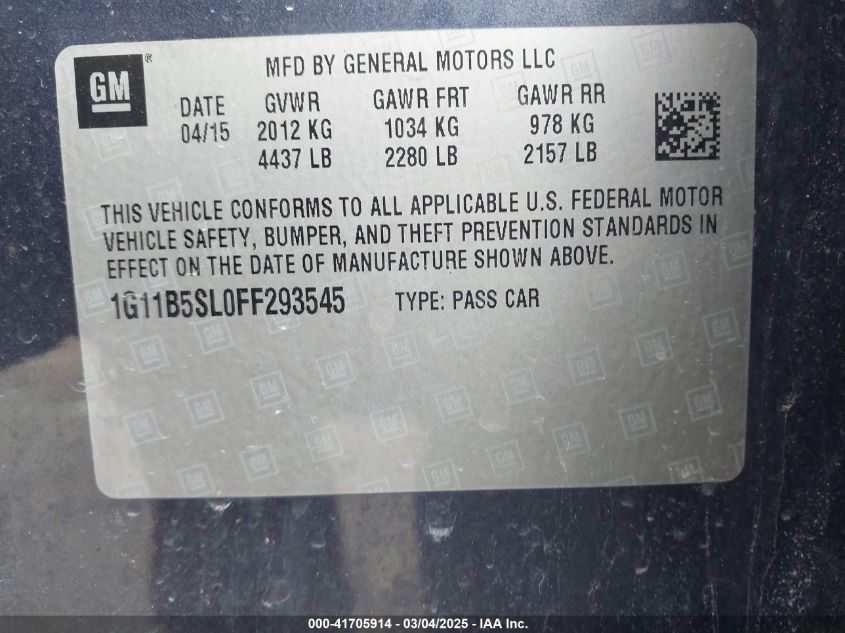 GM®
MFD BY GENERAL MOTORS LLC
DATE GVWR GAWR FRT GAWR RR
04/15 2012 KG 1034 KG 978 KG
4437 LB 2280 LB 2157 LB
THIS VEHICLE CONFORMS TO ALL APPLICABLE U.S. FEDERAL MOTOR
VEHICLE SAFETY, BUMPER, AND THEFT PREVENTION STANDARDS IN
EFFECT ON THE DATE OF MANUFACTURE SHOWN ABOVE.
1G11B5SL0FF293545 TYPE: PASS CAR
000-41705914 - 03/04/2025 - IAA Inc.